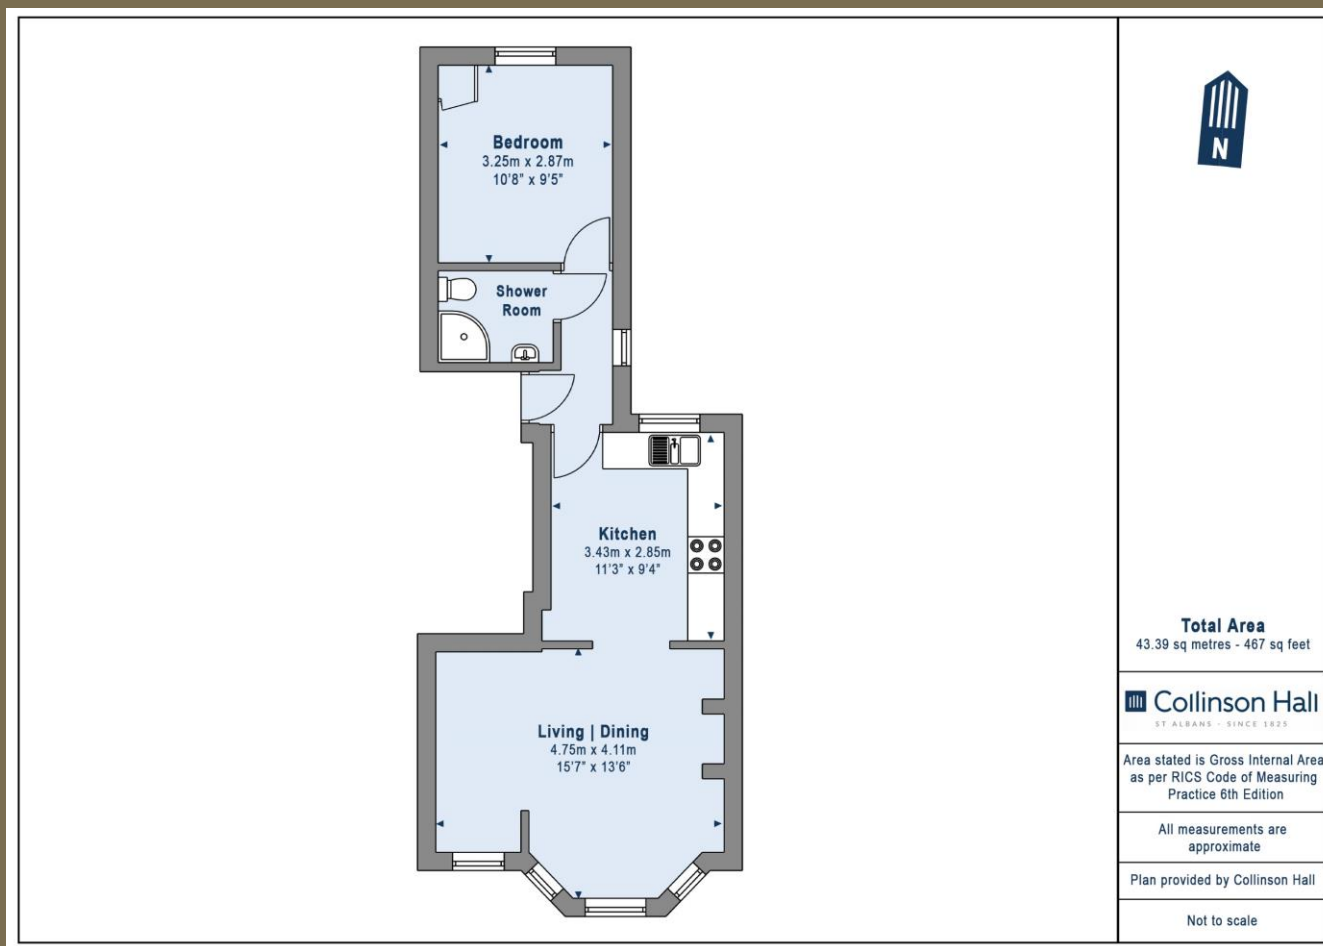 Bedroom
3.25m x 2.87m
10'8" x 9'5"
Shower
Room
Kitchen
3.43m x 2.85m
11'3" x 9'4"
Living | Dining
4.75m x 4.11m
15'7" x 13'6"
N
Total Area
43.39 sq metres - 467 sq feet
Collinson Hall
ST ALBANS · SINCE 1825
Area stated is Gross Internal Area
as per RICS Code of Measuring
Practice 6th Edition
All measurements are
approximate
Plan provided by Collinson Hall
Not to scale